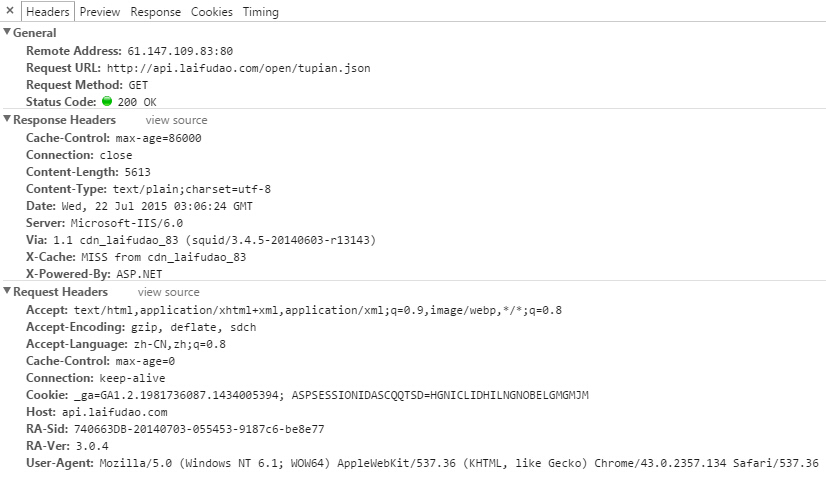 × Headers Preview Response Cookies Timing
▼General
Remote Address: 61.147.109.83:80
Request URL: http://api.laifudao.com/open/tupian.json
Request Method: GET
Status Code: 200 OK
▼Response Headers view source
Cache-Control: max-age=86000
Connection: close
Content-Length: 5613
Content-Type: text/plain;charset=utf-8
Date: Wed, 22 Jul 2015 03:06:24 GMT
Server: Microsoft-IIS/6.0
Via: 1.1 cdn_laifudao_83 (squid/3.4.5-20140603-r13143)
X-Cache: MISS from cdn_laifudao_83
X-Powered-By: ASP.NET
▼Request Headers view source
Accept: text/html,application/xhtml+xml,application/xml;q=0.9,image/webp,*/*;q=0.8
Accept-Encoding: gzip, deflate, sdch
Accept-Language: zh-CN,zh;q=0.8
Cache-Control: max-age=0
Connection: keep-alive
Cookie: _ga=GA1.2.1981736087.1434005394; ASPSESSIONIDASCQQTSD=HGNICLIDHILNGNOBELGMGMJM
Host: api.laifudao.com
RA-Sid: 740663DB-20140703-055453-9187c6-be8e77
RA-Ver: 3.0.4
User-Agent: Mozilla/5.0 (Windows NT 6.1; WOW64) AppleWebKit/537.36 (KHTML, like Gecko) Chrome/43.0.2357.134 Safari/537.36